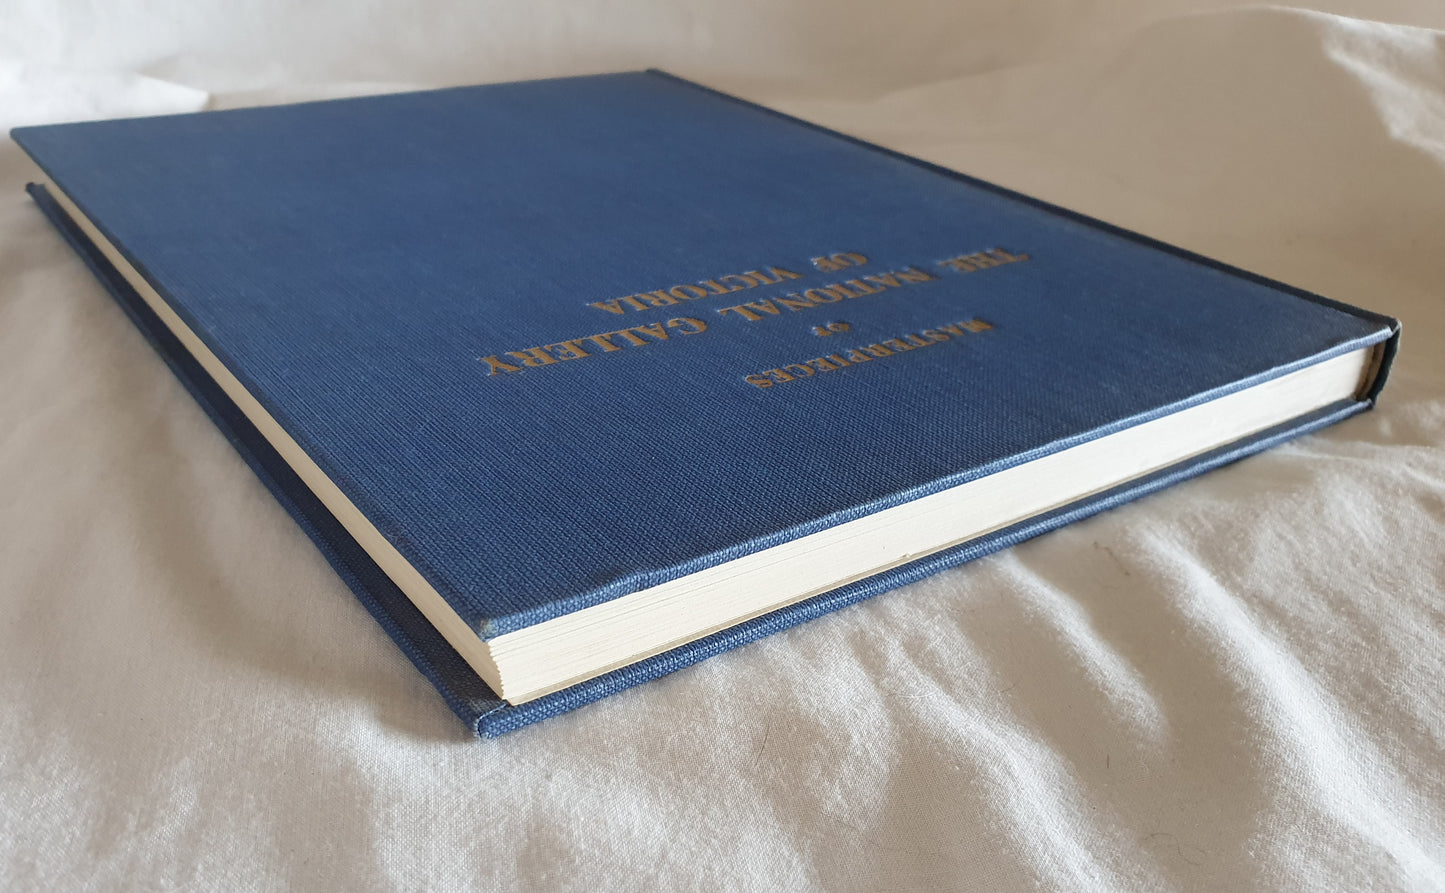 MASTERPIECES
OF
THE NATIONAL GALLERY
OF VICTORIA